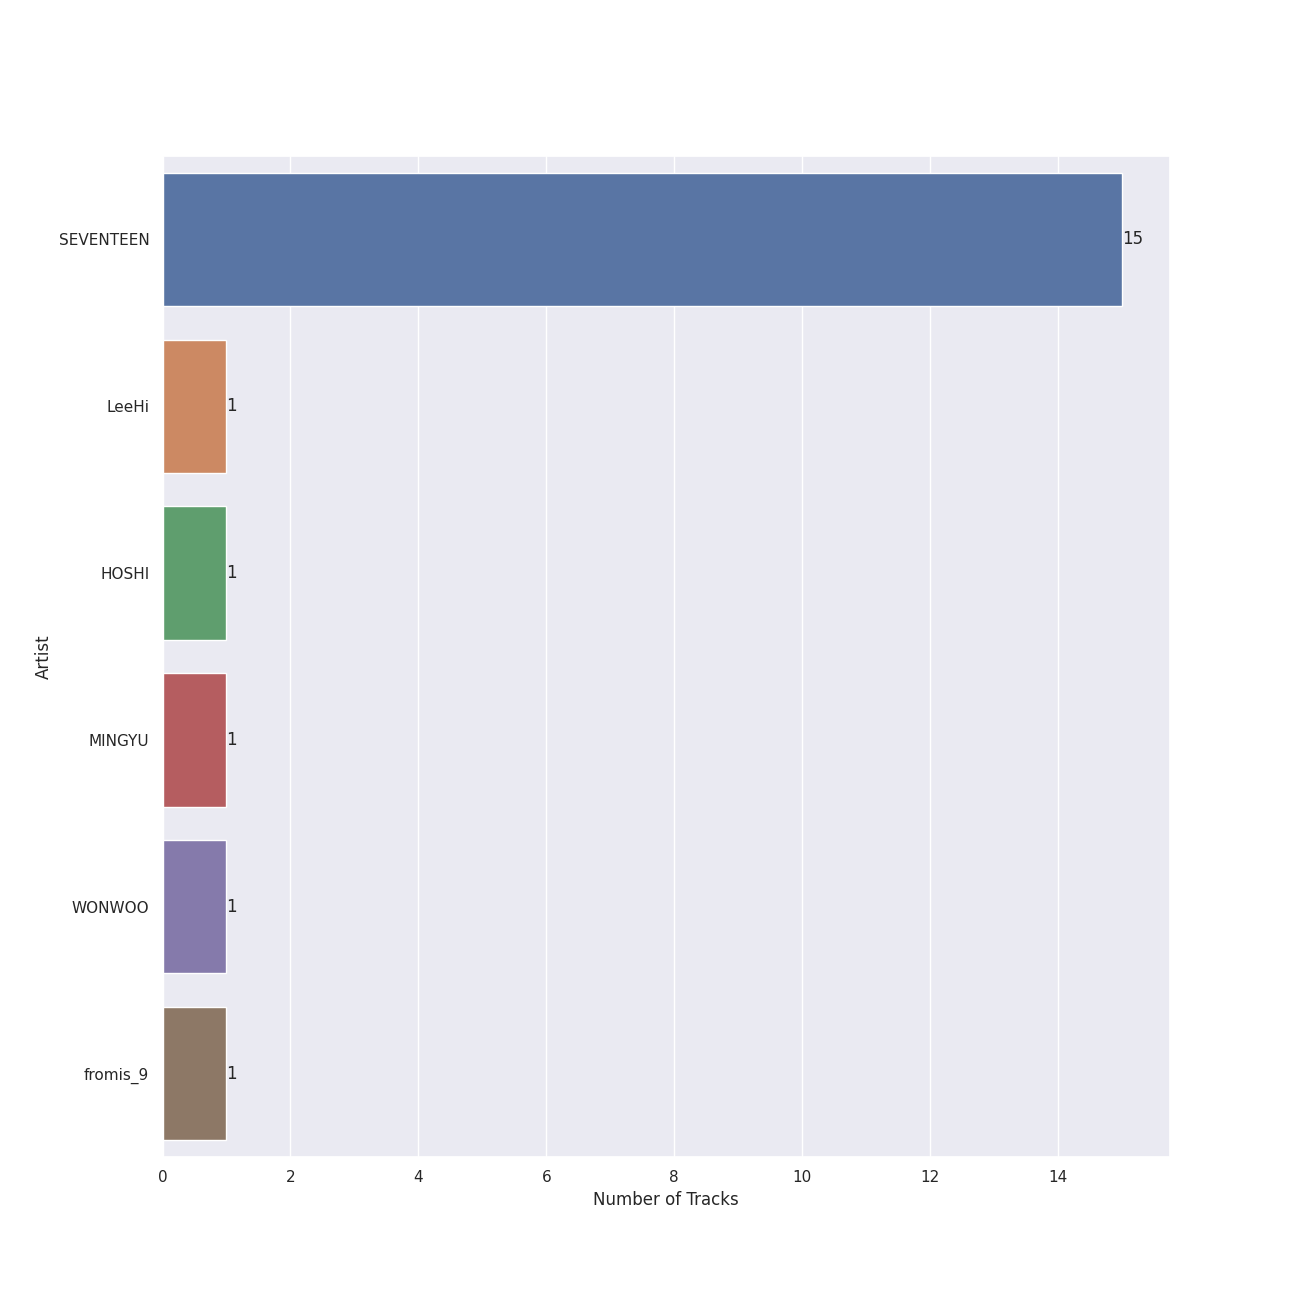 SEVENTEEN
15
LeeHi
1
HOSHI
1
MINGYU
1
WONWOO
1
fromis_9
1
Artist
0 2 4 6 8 10 12 14
Number of Tracks